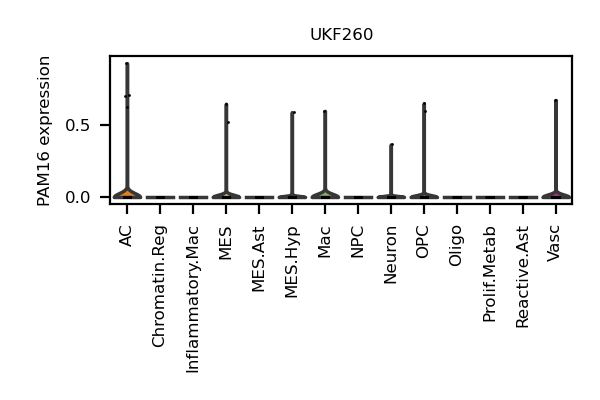 UKF260
PAM16 expression
0.5
0.0
AC
Chromatin.Reg
Inflammatory.Mac
MES
MES.Ast
MES.Hyp
Mac
NPC
Neuron
OPC
Oligo
Prolif.Metab
Reactive.Ast
Vasc